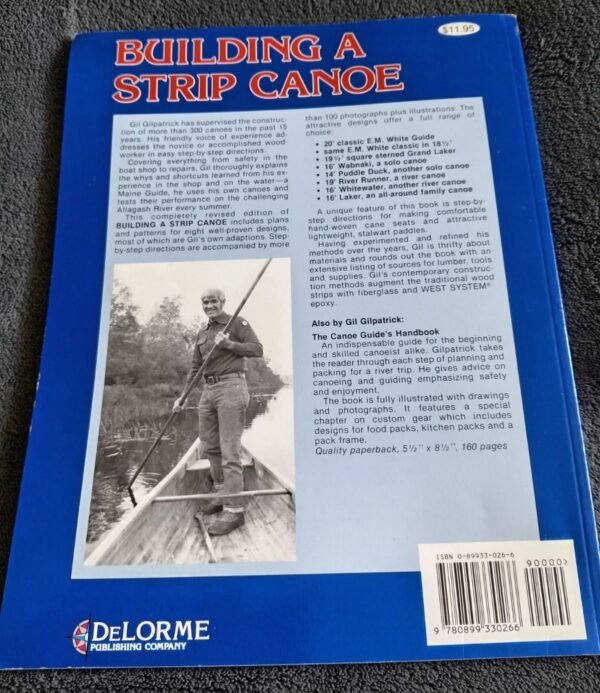 $11.95
BUILDING A
STRIP CANOE
Gil Gilpatrick has supervised the construc-
tion of more than 300 canoes in the past 15
years. His friendly voice of experience ad-
dresses the novice or accomplished wood-
worker in easy step-by-step directions.
Covering everything from safety in the
boat shop to repairs, Gil thoroughly explains
the whys and shortcuts learned from his ex-
perience in the shop and on the water—a
Maine Guide, he uses his own canoes and
tests their performance on the challenging
Allagash River every summer.
This completely revised edition of
BUILDING A STRIP CANOE includes plans
and patterns for eight well-proven designs,
most of which are Gil's own adaptions. Step-
by-step directions are accompanied by more
than 100 photographs plus illustrations. The
attractive designs offer a full range of
choice:
• 20' classic E.M. White Guide
• same E.M. White classic in 18½'
• 19½' square sterned Grand Laker
• 16' Wabnaki, a solo canoe
• 14' Puddle Duck, another solo canoe
• 19' River Runner, a river canoe
• 16' Whitewater, another river canoe
• 16' Laker, an all-around family canoe
A unique feature of this book is step-by-
step directions for making comfortable
hand-woven cane seats and attractive
lightweight, stalwart paddles.
Having experimented and refined his
methods over the years, Gil is thrifty about
materials and rounds out the book with an
extensive listing of sources for lumber, tools
and supplies. Gil's contemporary construc-
tion methods augment the traditional wood
strips with fiberglass and WEST SYSTEM®
epoxy.
Also by Gil Gilpatrick:
The Canoe Guide's Handbook
An indispensable guide for the beginning
and skilled canoeist alike. Gilpatrick takes
the reader through each step of planning and
packing for a river trip. He gives advice on
canoeing and guiding emphasizing safety
and enjoyment.
The book is fully illustrated with drawings
and photographs. It features a special
chapter on custom gear which includes
designs for food packs, kitchen packs and a
pack frame.
Quality paperback, 5½" x 8½", 160 pages
ISBN 0-89933-026-6
90000>
9 780899 330266
DELORME
PUBLISHING COMPANY